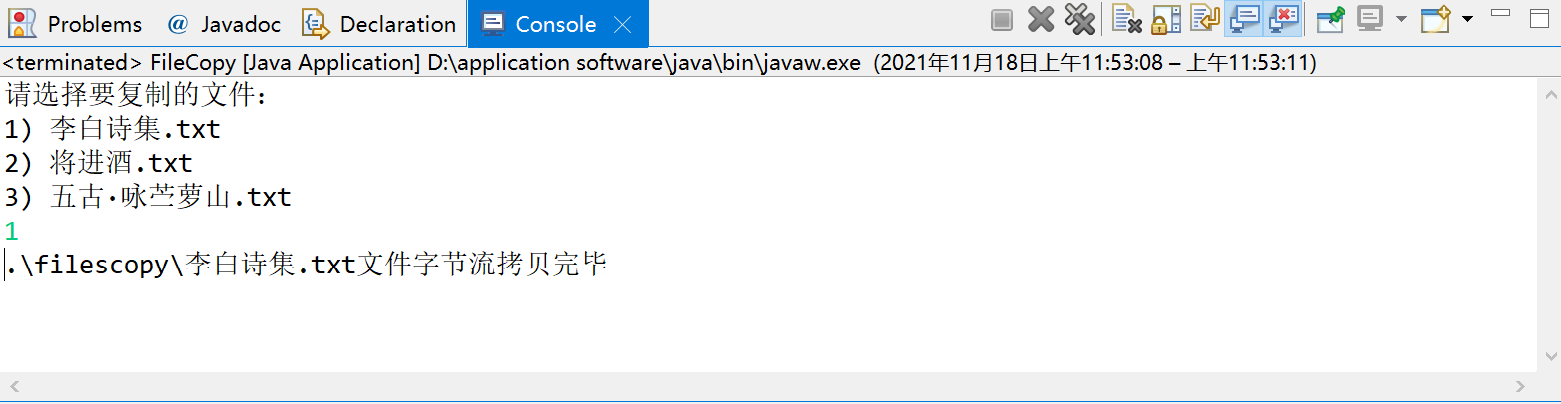 Problems @ Javadoc Declaration Console
<terminated> FileCopy [Java Application] D:\application software\java\bin\javaw.exe (2021年11月18日上午11:53:08 – 上午11:53:11)
请选择要复制的文件:
1) 李白诗集.txt
2) 将进酒.txt
3) 五古·咏苎萝山.txt
1
.\filescopy\李白诗集.txt文件字节流拷贝完毕